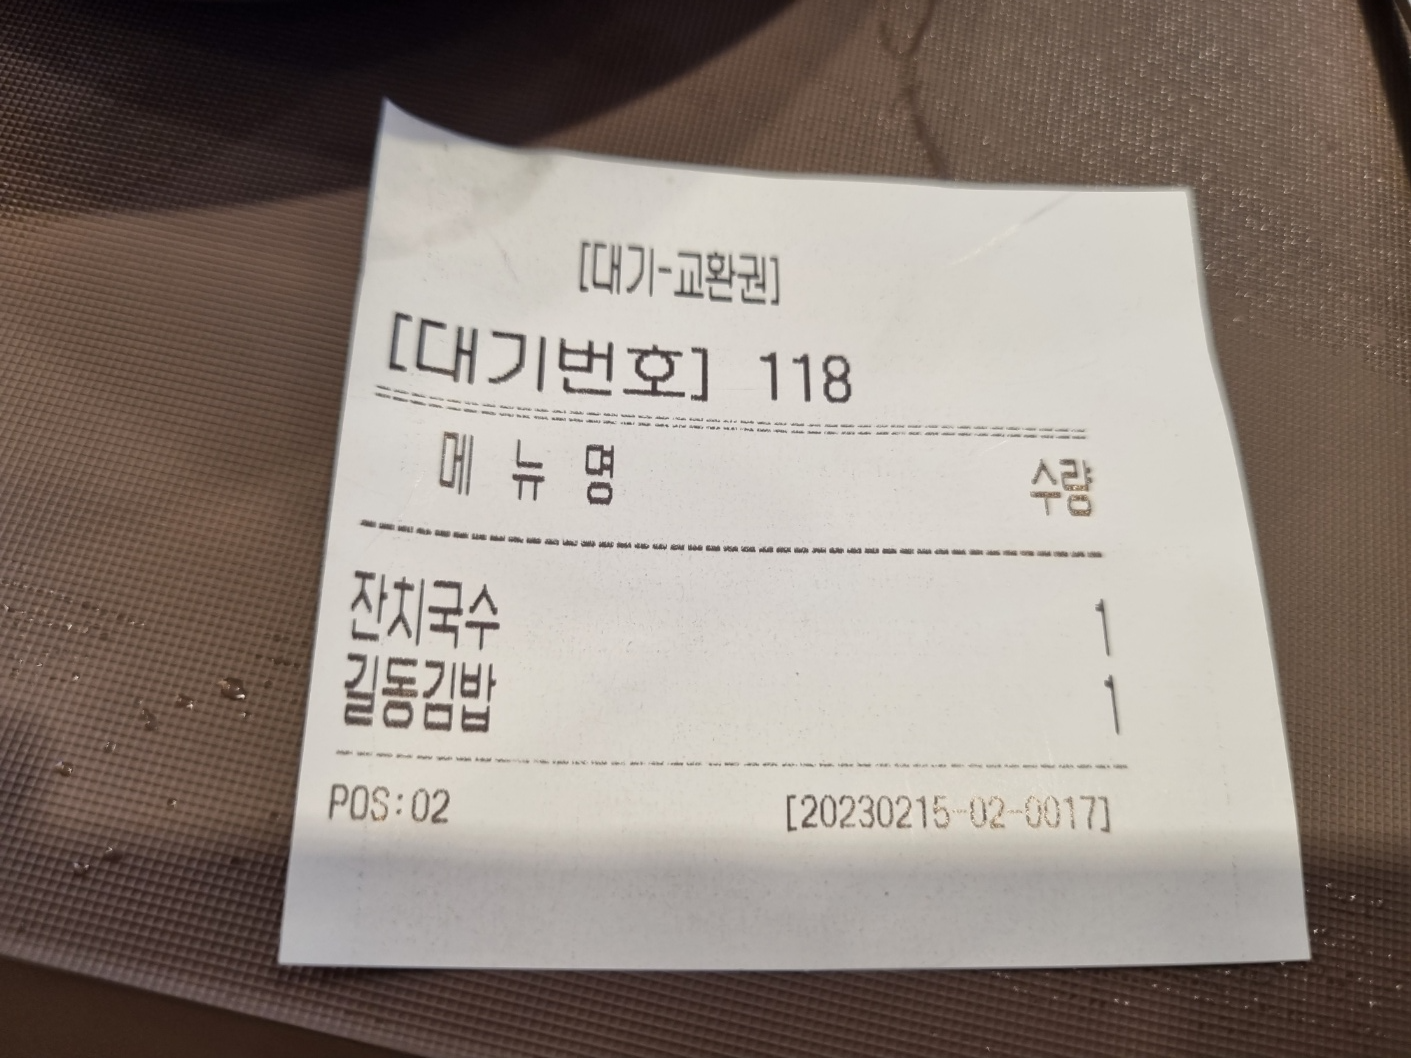 [대기-교환권]
[대기번호] 118
메 뉴 명 수량
잔치국수 1
길동김밥 1
POS:02 [20230215-02-0017]